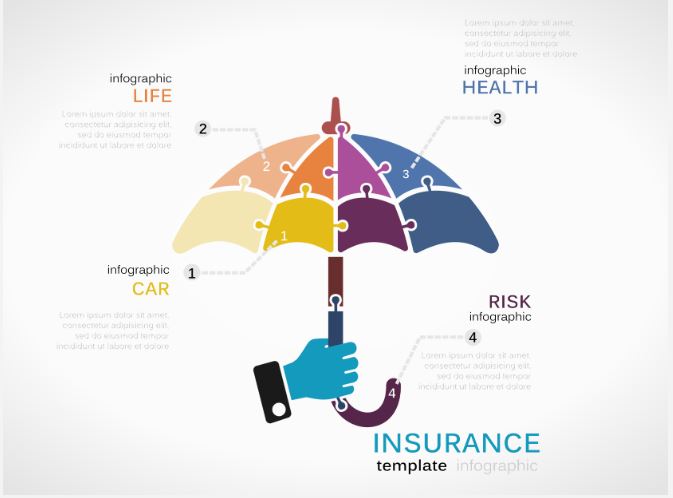 Lorem ipsum dolor sit amet,
consectetur adipisicing elit,
sed do eiusmod tempor
incididunt ut labore et dolore
infographic
HEALTH
3
infographic
LIFE
Lorem ipsum dolor sit amet,
consectetur adipisicing elit,
sed do eiusmod tempor
incididunt ut labore et dolore
2
2
3
1
infographic
CAR
1
Lorem ipsum dolor sit amet,
consectetur adipisicing elit,
sed do eiusmod tempor
incididunt ut labore et dolore
RISK
infographic
4
Lorem ipsum dolor sit amet,
consectetur adipisicing elit,
sed do eiusmod tempor
incididunt ut labore et dolore
4
INSURANCE
template infographic